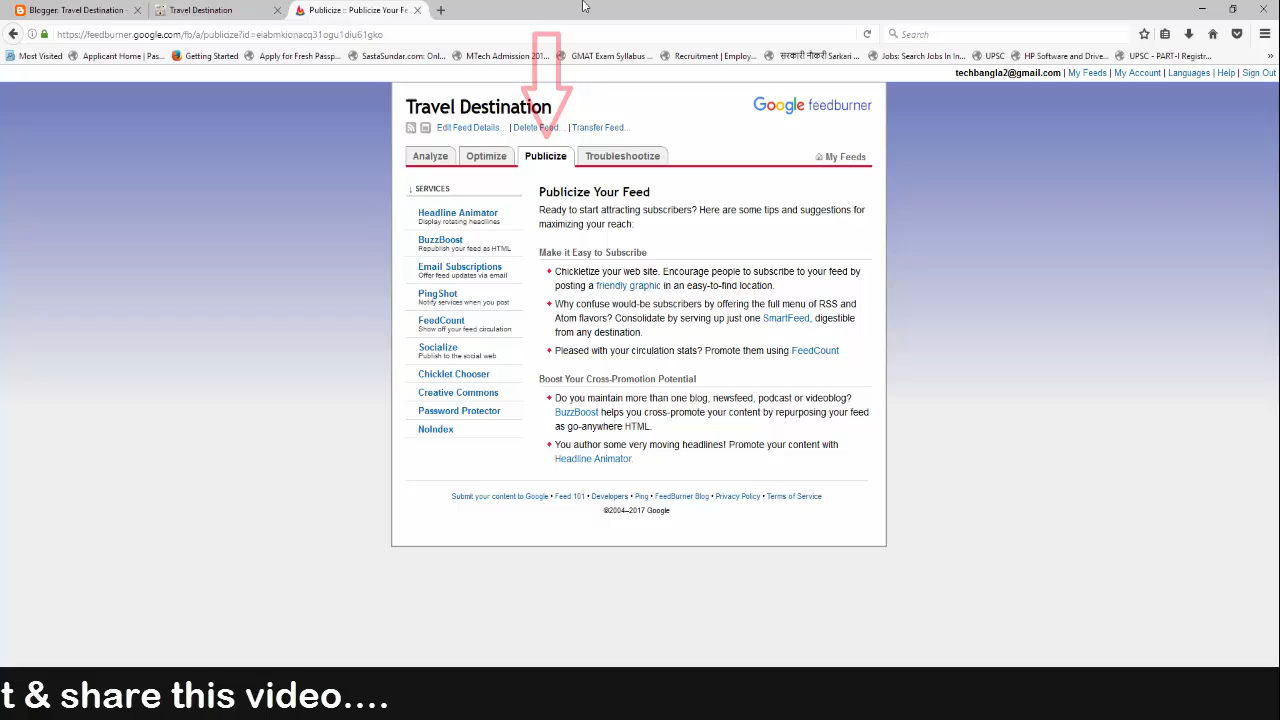 Blogger: Travel Destination -
Travel Destination
Publicize :: Publicize Your Fe
https://feedburner.google.com/fb/a/publicize?id=eiabmkionacq31ogu1diu61gko
Search
Most Visited
Applicant Home | Pas...
Getting Started
Apply for Fresh Passp...
SastaSundar.com: Onl...
MTech Admission 201...
GMAT Exam Syllabus ...
Recruitment | Employ...
सरकारी नौकरी Sarkari ...
Jobs: Search Jobs In In...
UPSC
HP Software and Drive...
UPSC - PART-I Registr...
techbangla2@gmail.com | My Feeds | My Account | Languages | Help | Sign Out
Travel Destination
Google feedburner
Edit Feed Details... | Delete Feed... | Transfer Feed...
Analyze
Optimize
Publicize
Troubleshootize
My Feeds
↓ SERVICES
Headline Animator
Display rotating headlines
BuzzBoost
Republish your feed as HTML
Email Subscriptions
Offer feed updates via email
PingShot
Notify services when you post
FeedCount
Show off your feed circulation
Socialize
Publish to the social web
Chicklet Chooser
Creative Commons
Password Protector
NoIndex
Publicize Your Feed
Ready to start attracting subscribers? Here are some tips and suggestions for
maximizing your reach:
Make it Easy to Subscribe
Chickletize your web site. Encourage people to subscribe to your feed by
posting a friendly graphic in an easy-to-find location.
Why confuse would-be subscribers by offering the full menu of RSS and
Atom flavors? Consolidate by serving up just one SmartFeed, digestible
from any destination.
Pleased with your circulation stats? Promote them using FeedCount
Boost Your Cross-Promotion Potential
Do you maintain more than one blog, newsfeed, podcast or videoblog?
BuzzBoost helps you cross-promote your content by repurposing your feed
as go-anywhere HTML.
You author some very moving headlines! Promote your content with
Headline Animator.
Submit your content to Google • Feed 101 • Developers • Ping • FeedBurner Blog • Privacy Policy • Terms of Service
©2004–2017 Google
t & share this video....